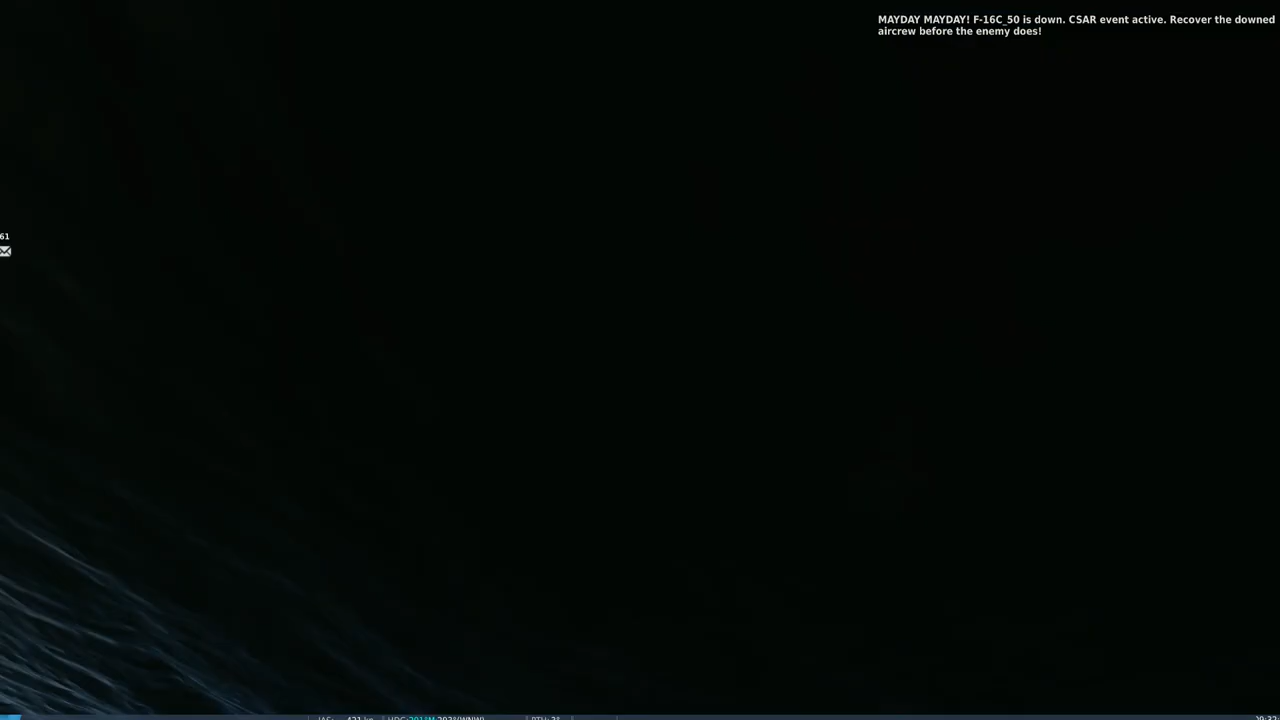 MAYDAY MAYDAY! F-16C_50 is down. CSAR event active. Recover the downed
aircrew before the enemy does!
61